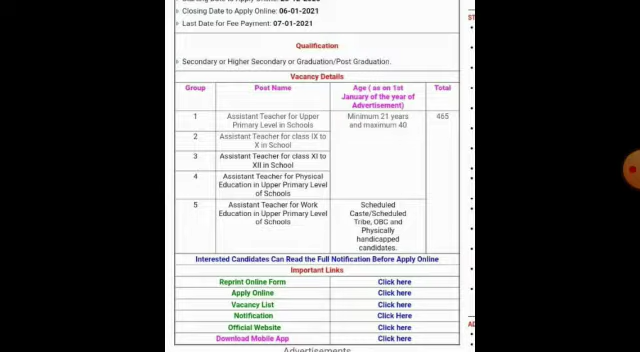 Closing Date to Apply Online: 06-01-2021
Last Date for Fee Payment: 07-01-2021
Qualification
Secondary or Higher Secondary or Graduation/Post Graduation.
Vacancy Details
Group Post Name Age ( as on 1st January of the year of Advertisement) Total
1 Assistant Teacher for Upper Primary Level in Schools Minimum 21 years and maximum 40 465
2 Assistant Teacher for class IX to X in School
3 Assistant Teacher for class XI to XII in School
4 Assistant Teacher for Physical Education in Upper Primary Level of Schools
5 Assistant Teacher for Work Education in Upper Primary Level of Schools Scheduled Caste/Scheduled Tribe, OBC and Physically handicapped candidates.
Interested Candidates Can Read the Full Notification Before Apply Online
Important Links
Reprint Online Form Click here
Apply Online Click here
Vacancy List Click here
Notification Click Here
Official Website Click here
Download Mobile App Click here
Advertisements